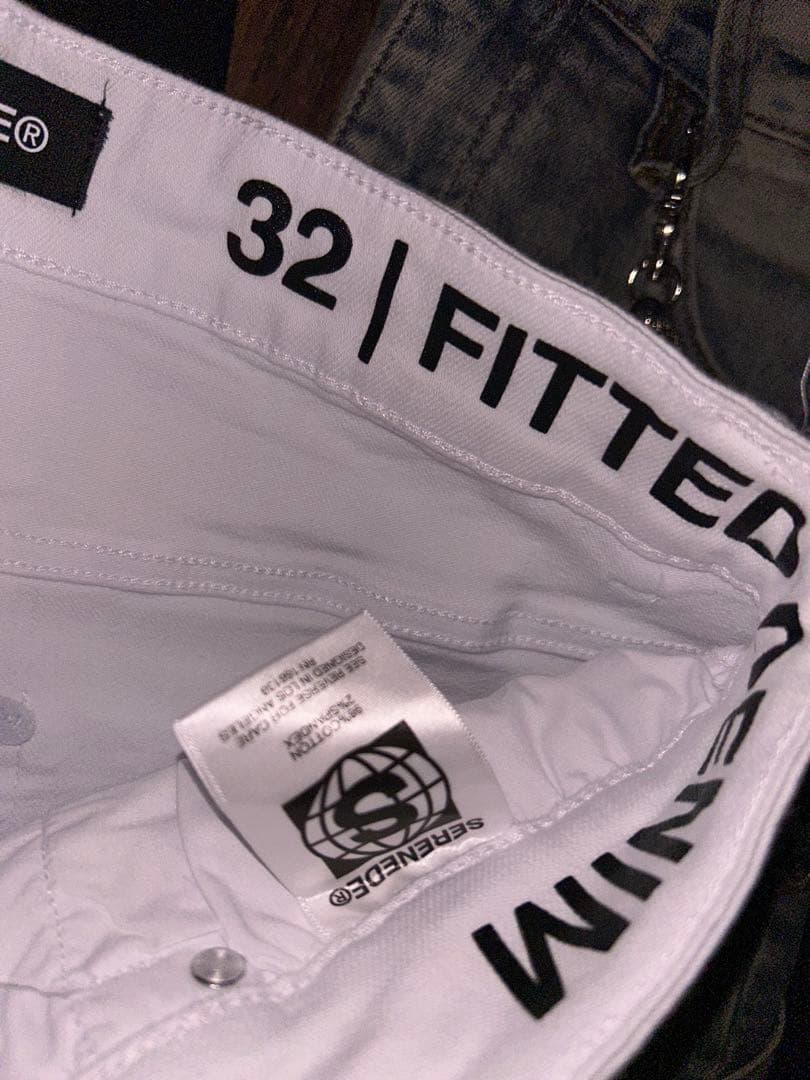 E®
32 | FITTED DENIM
S
SERENEDE®
98% COTTON
2% SPANDEX
SEE REVERSE FOR CARE
DESIGNED IN LOS ANGELES